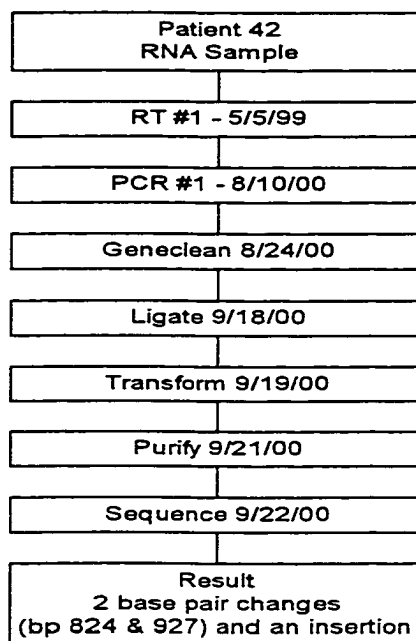 Patient 42
RNA Sample
RT #1 - 5/5/99
PCR #1 - 8/10/00
Geneclean 8/24/00
Ligate 9/18/00
Transform 9/19/00
Purify 9/21/00
Sequence 9/22/00
Result
2 base pair changes
(bp 824 & 927) and an insertion